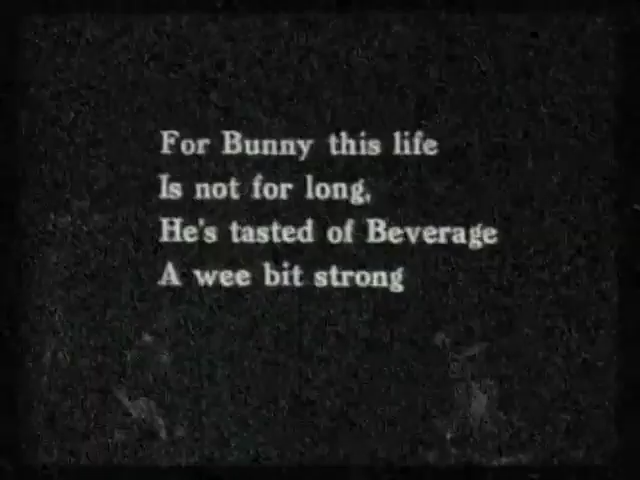 For Bunny this life
Is not for long,
He's tasted of Beverage
A wee bit strong